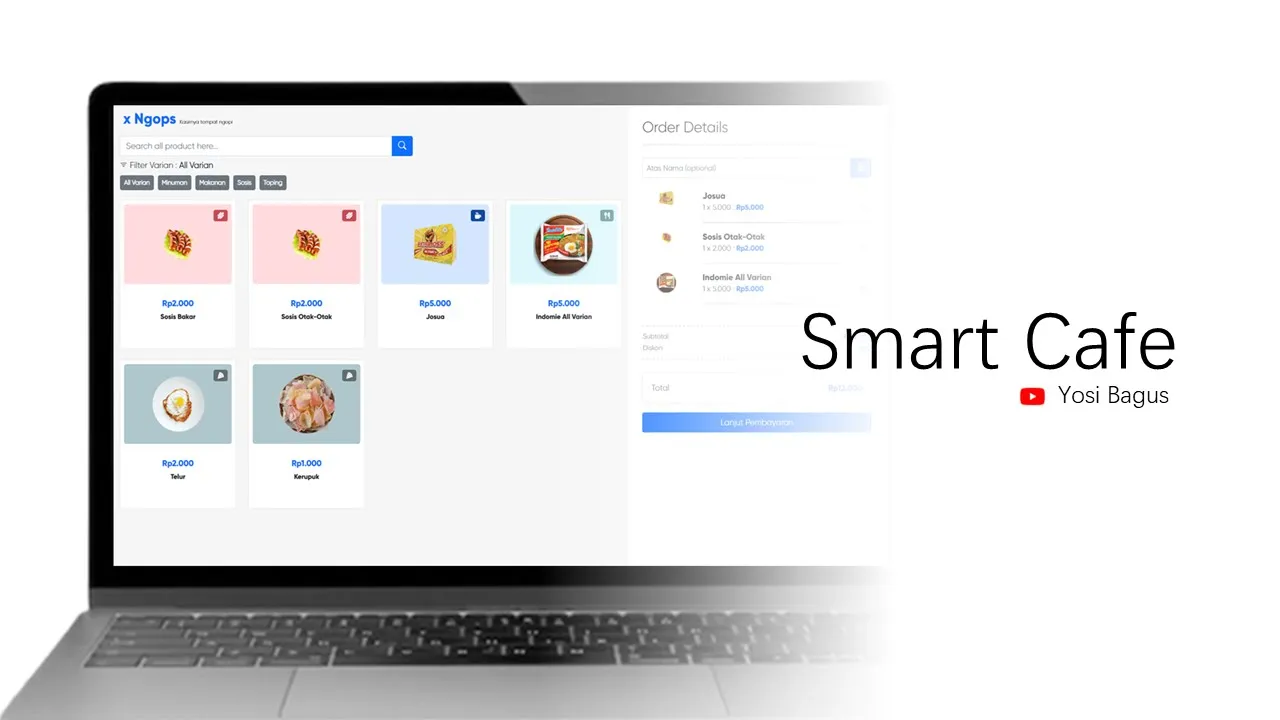 x Ngops Kasirnya tempat ngopi
Search all product here...
Filter Varian : All Varian
All Varian Minuman Makanan Sosis Toping
Rp2.000
Sosis Bakar
Rp2.000
Sosis Otak-Otak
Rp5.000
Josua
Rp5.000
Indomie All Varian
Rp2.000
Telur
Rp1.000
Kerupuk
Order Details
Atas Nama (optional)
Josua
1 x 5.000 : Rp5.000
Sosis Otak-Otak
1 x 2.000 : Rp2.000
Indomie All Varian
1 x 5.000 : Rp5.000
Subtotal
Diskon
Total
Lanjut Pembayaran
Smart Cafe
Yosi Bagus